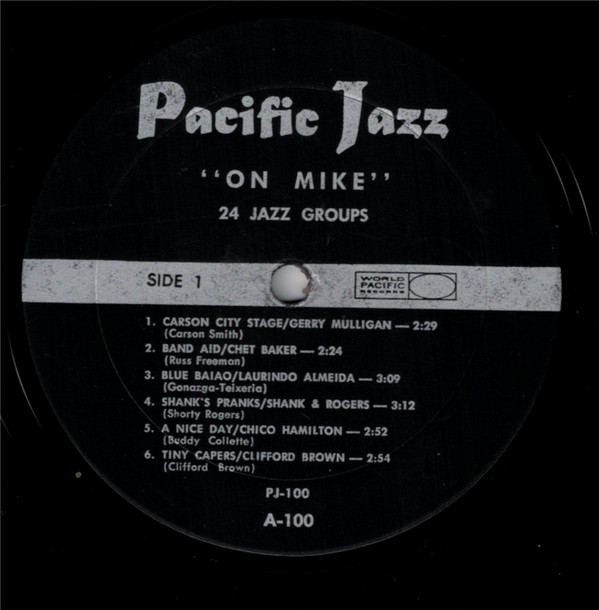 Pacific Jazz
"ON MIKE"
24 JAZZ GROUPS
SIDE 1
WORLD
PACIFIC
RECORDS
1. CARSON CITY STAGE/GERRY MULLIGAN — 2:29
(Carson Smith)
2. BAND AID/CHET BAKER — 2:24
(Russ Freeman)
3. BLUE BAIAO/LAURINDO ALMEIDA — 3:09
(Gonazga-Teixeria)
4. SHANK'S PRANKS/SHANK & ROGERS — 3:12
(Shorty Rogers)
5. A NICE DAY/CHICO HAMILTON — 2:52
(Buddy Collette)
6. TINY CAPERS/CLIFFORD BROWN — 2:54
(Clifford Brown)
PJ-100
A-100